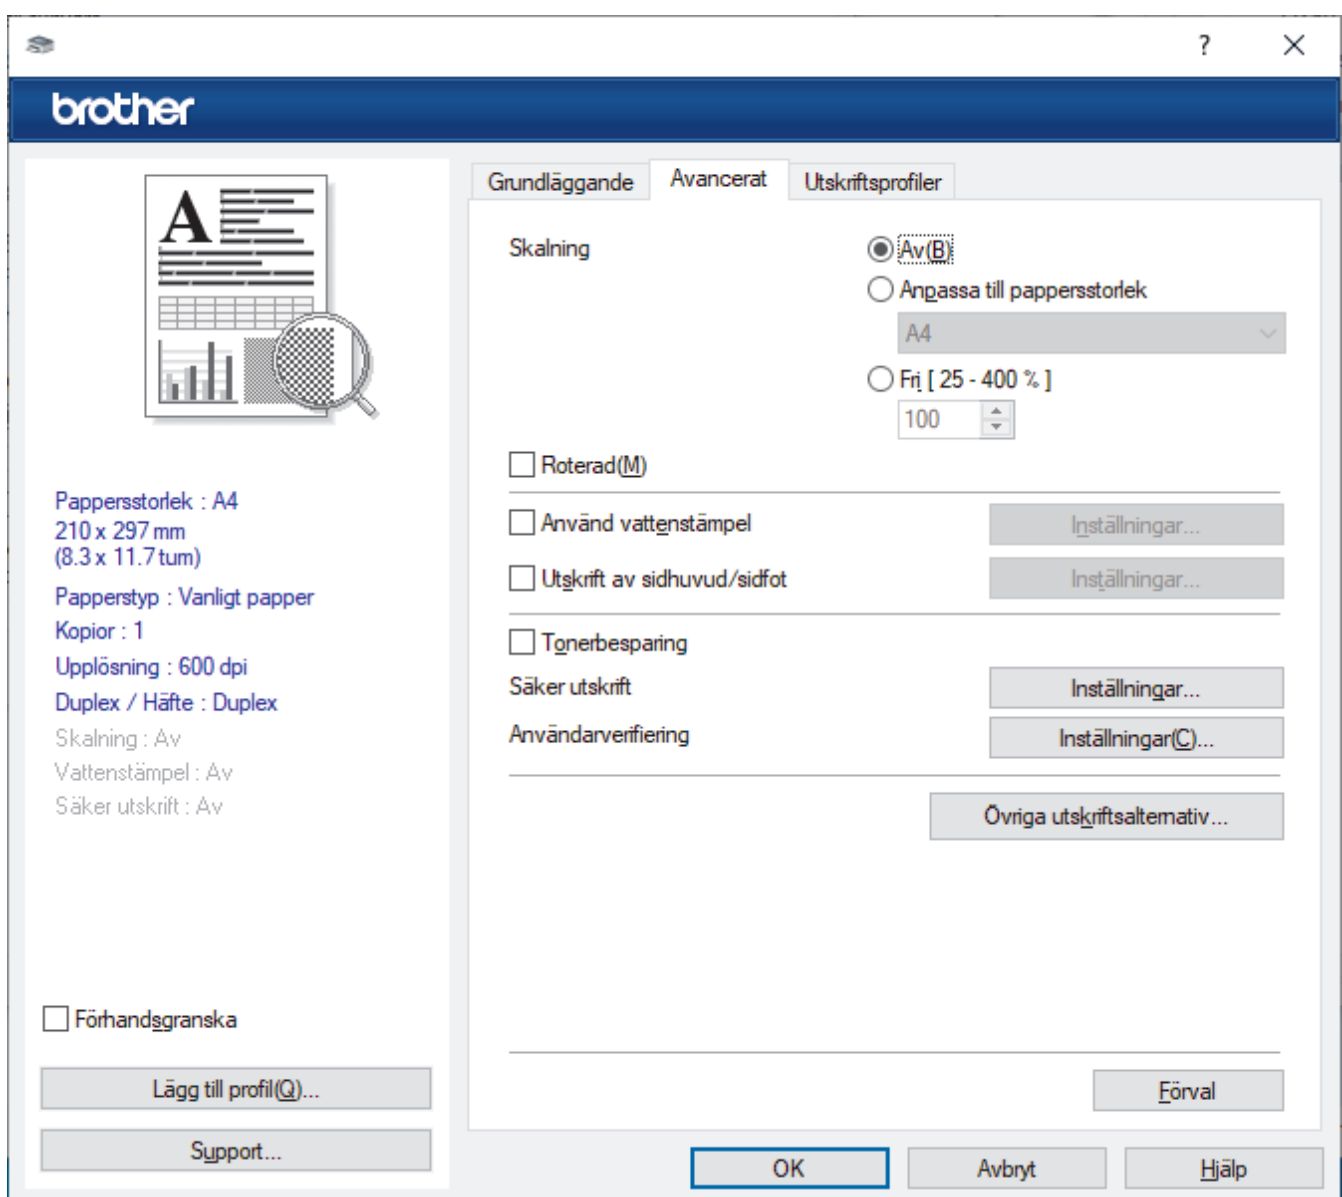 ?
brother
Grundläggande
Avancerat
Utskriftsprofiler
A
Pappersstorlek : A4
210 x 297 mm
(8.3 x 11.7 tum)
Papperstyp : Vanligt papper
Kopior : 1
Upplösning : 600 dpi
Duplex / Häfte : Duplex
Skalning : Av
Vattenstämpel : Av
Säker utskrift : Av
Förhandsgranska
Lägg till profil(Q)...
Support...
Skalning
Av(B)
Anpassa till pappersstorlek
A4
Fri [ 25 - 400 % ]
100
Roterad(M)
Använd vattenstämpel
Inställningar...
Utskrift av sidhuvud/sidfot
Inställningar...
Tonerbesparing
Säker utskrift
Inställningar...
Användarverifiering
Inställningar(C)...
Övriga utskriftsalternativ...
Förval
OK
Avbryt
Hjälp